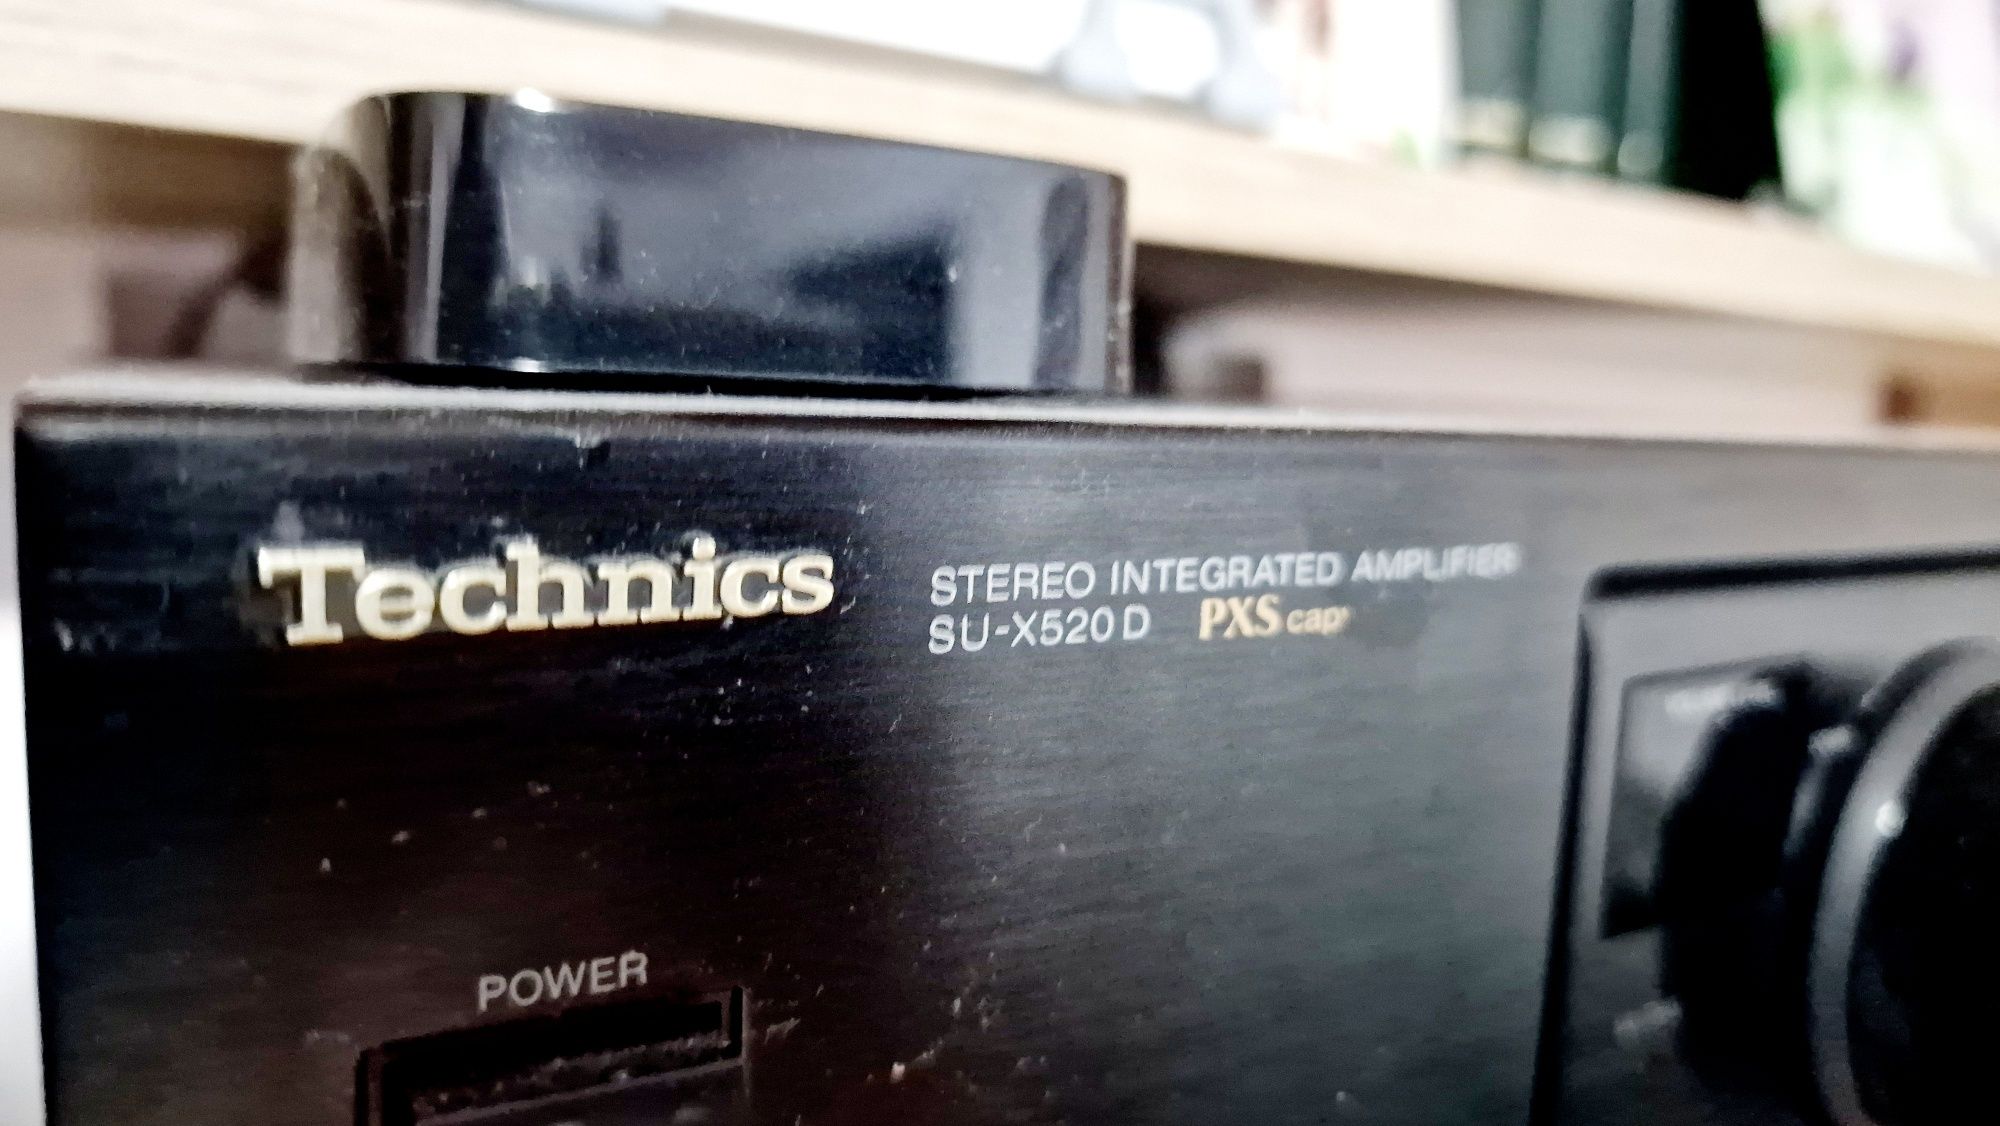 Technics
STEREO INTEGRATED AMPLIFIER
SU-X520D PXS cap
POWER